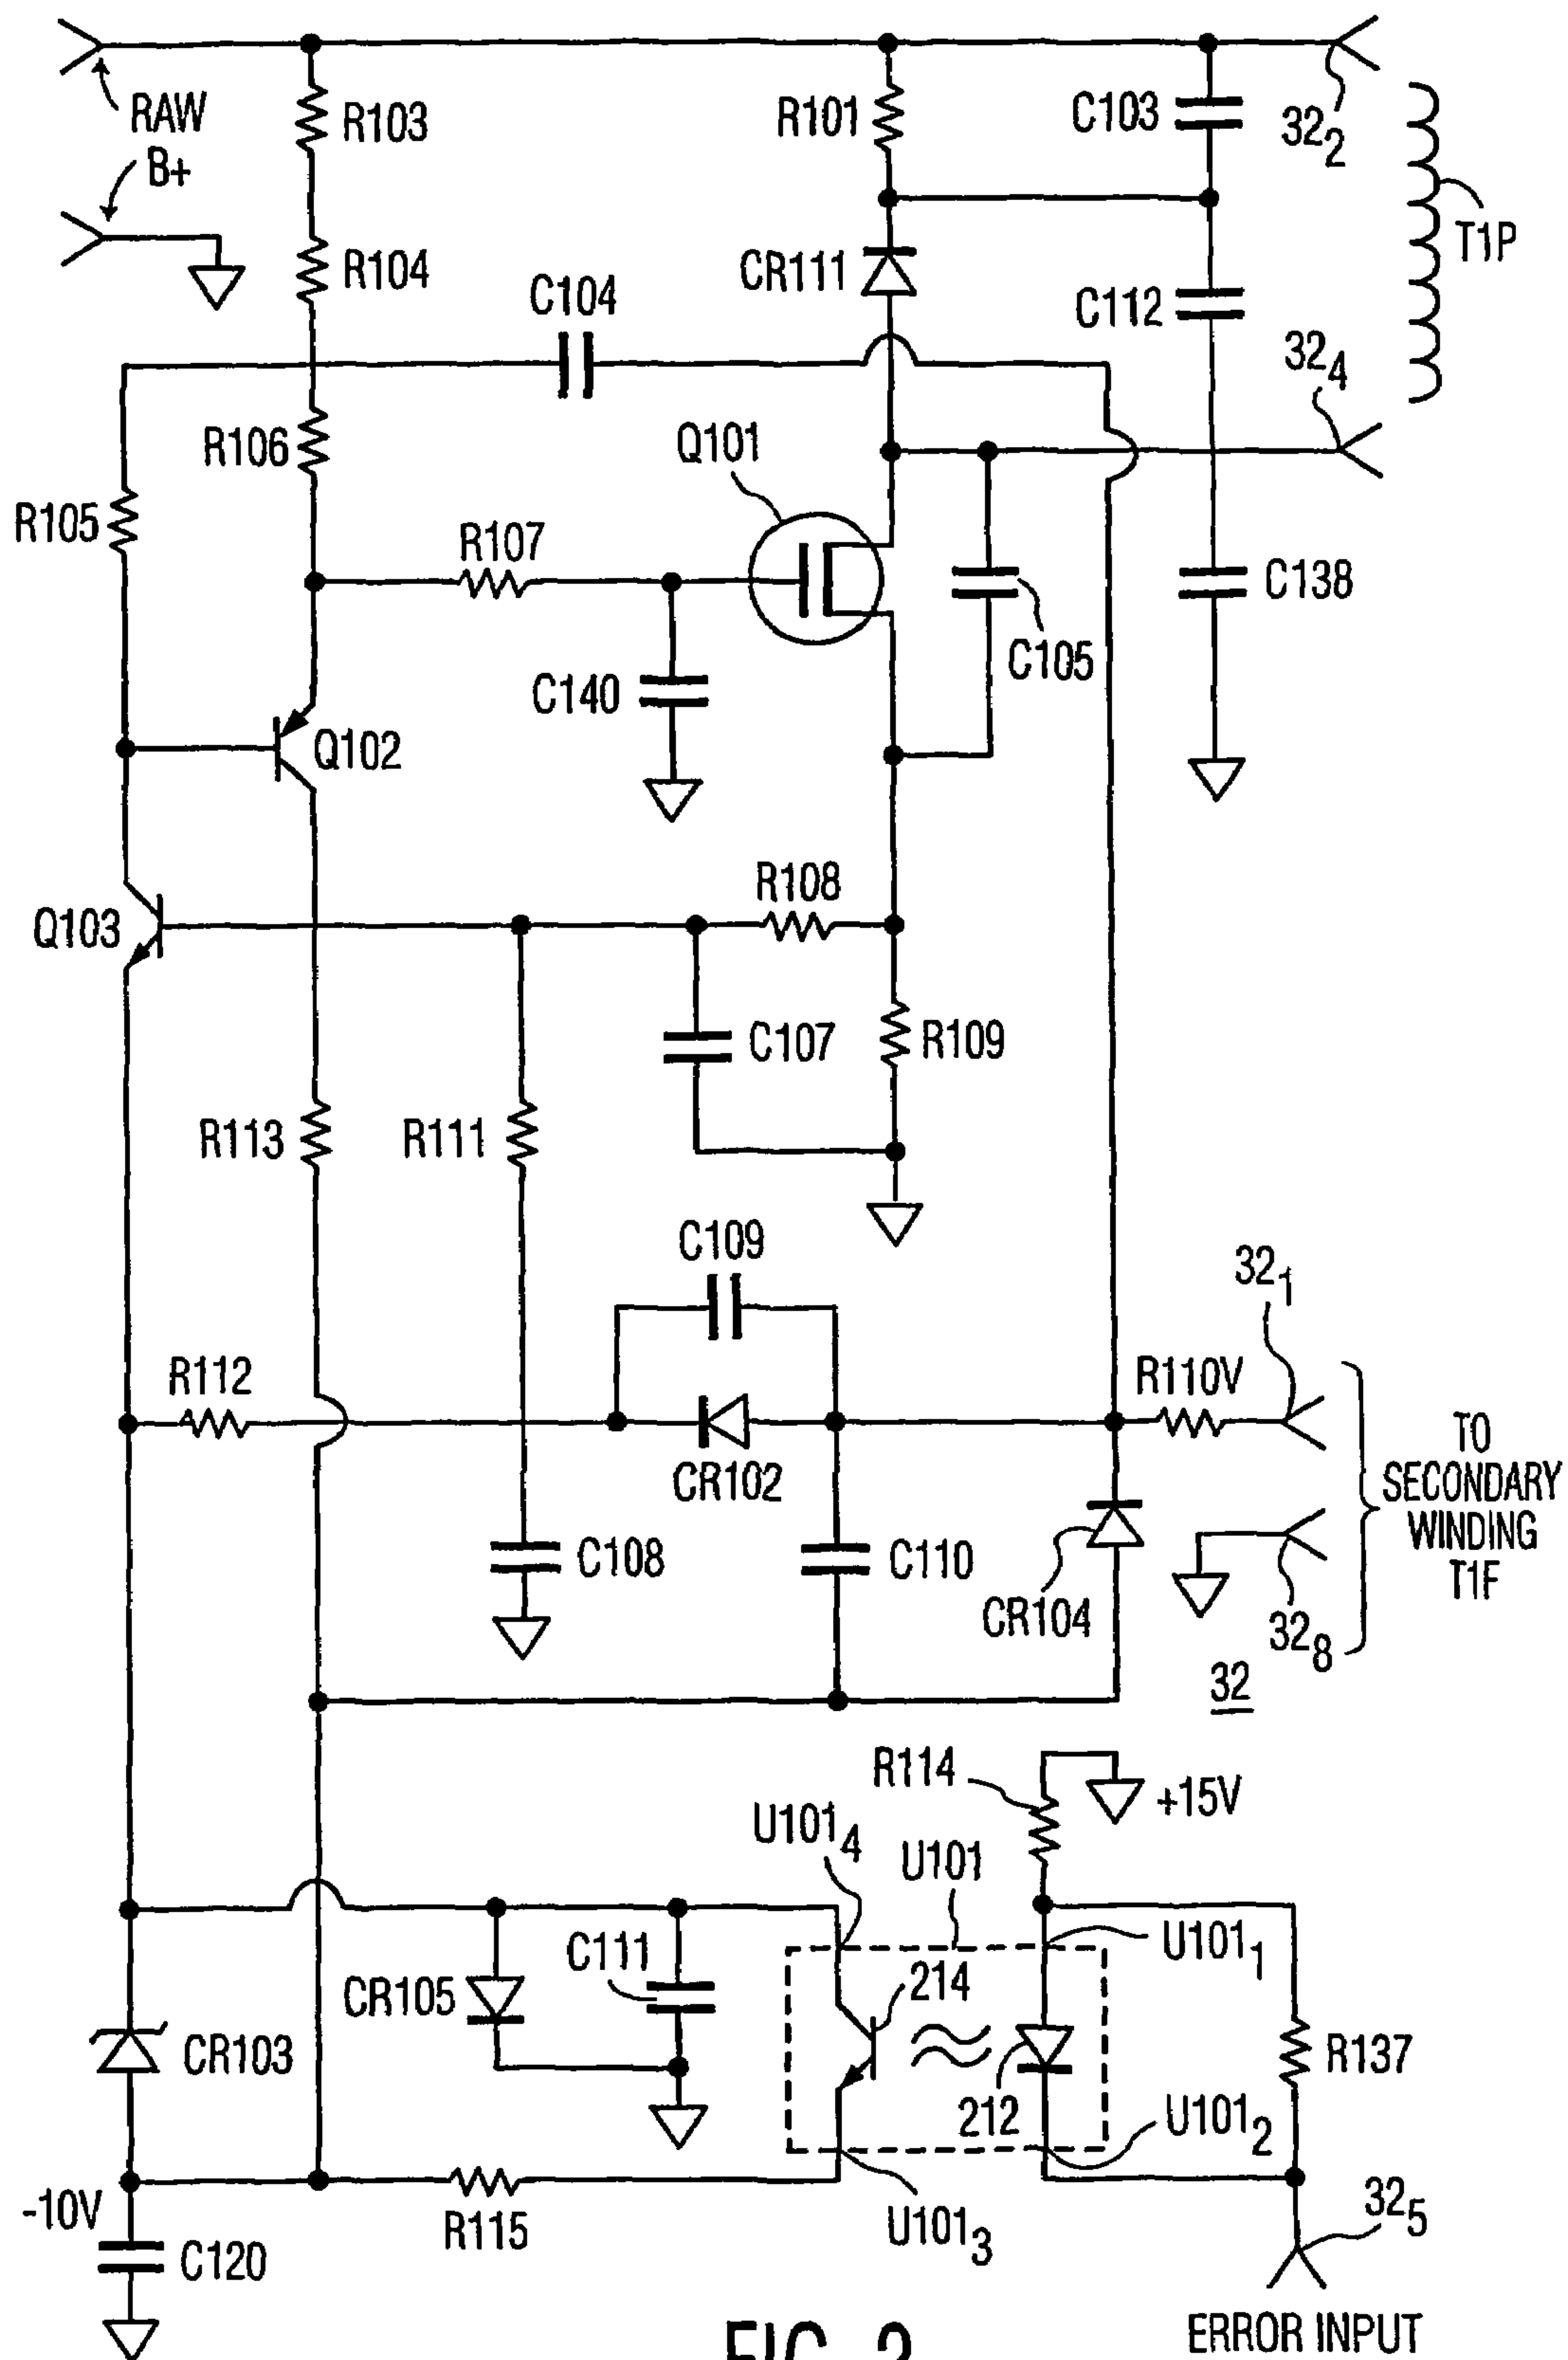 RAW
B+
R103
R101
C103
32₂
T1P
R104
C104
CR111
C112
32₄
R106
Q101
R105
R107
C138
C105
C140
Q102
R108
Q103
C107
R109
R113
R111
C109
32₁
R112
R110V
TO
SECONDARY
WINDING
T1F
CR102
C108
C110
CR104
32₈
32
R114
+15V
U101₄
U101
U101₁
C111
214
CR105
CR103
R137
212
U101₂
-10V
R115
U101₃
32₅
C120
ERROR INPUT